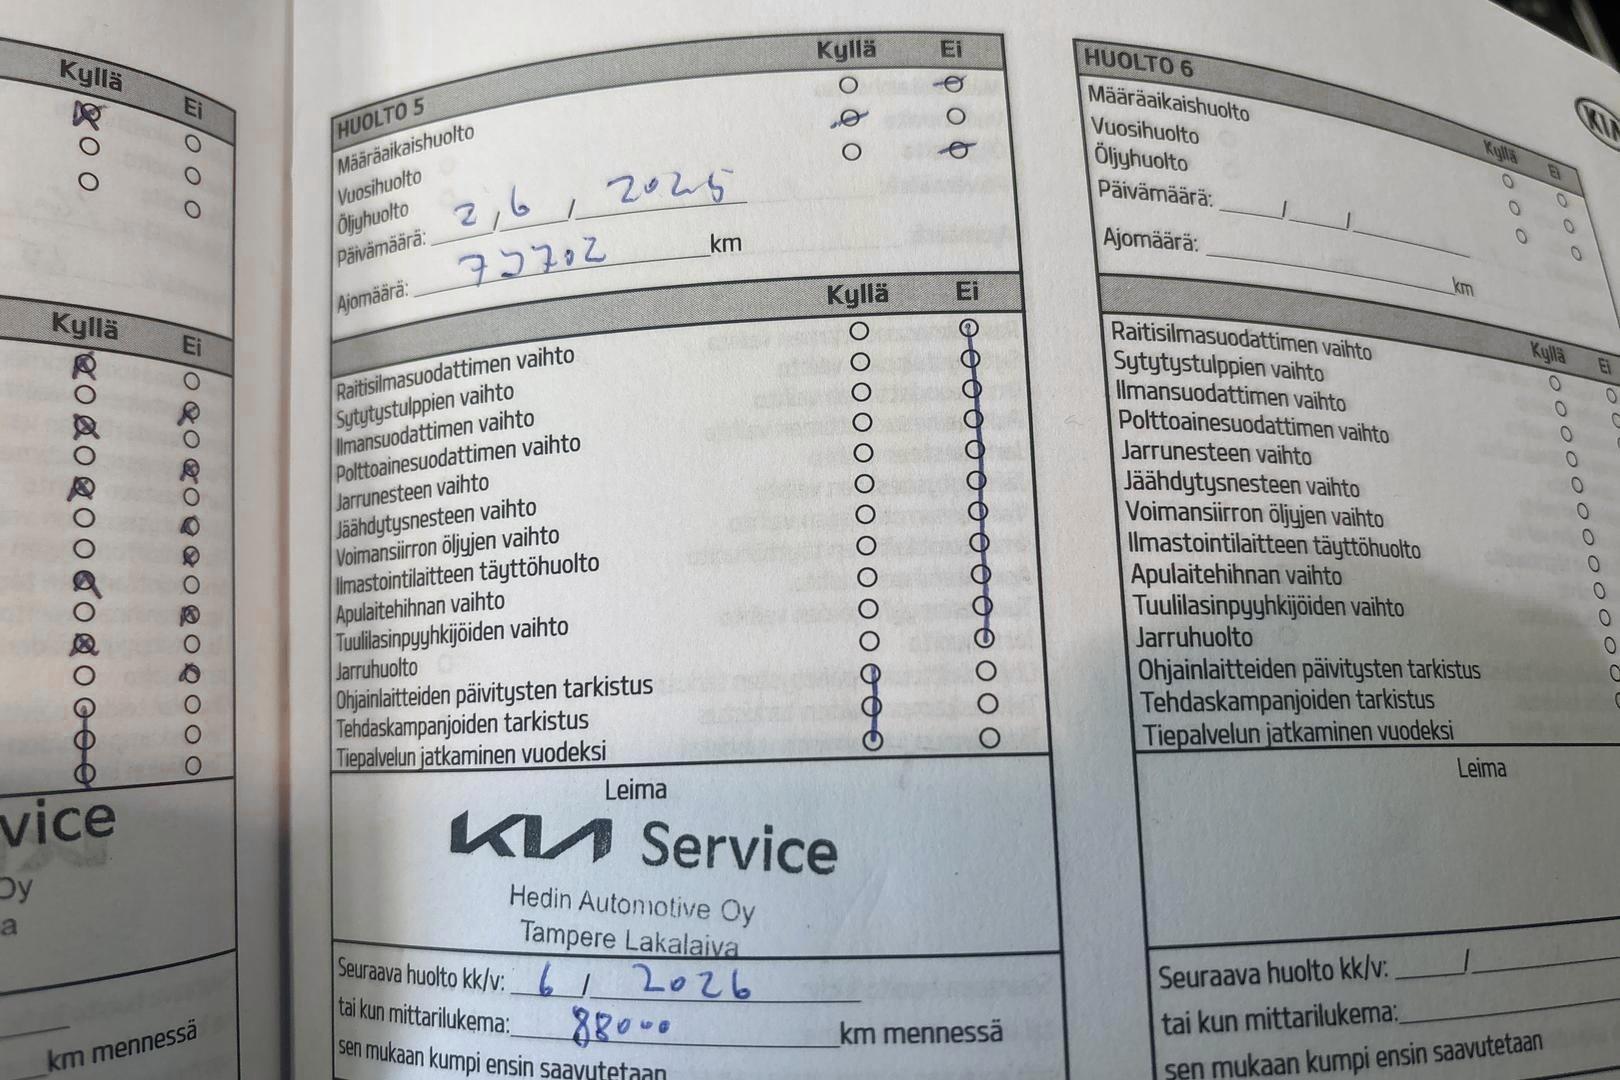 Kyllä Ei
Kyllä Ei
vice
Oy
a
km mennessä
HUOLTO 5 Kyllä Ei
Määräaikaishuolto
Vuosihuolto
Öljyhuolto
Päivämäärä: 2 / 6 / 2025
Ajomäärä: km
Kyllä Ei
Raitisilmasuodattimen vaihto
Sytytystulppien vaihto
Ilmansuodattimen vaihto
Polttoainesuodattimen vaihto
Jarrunesteen vaihto
Jäähdytysnesteen vaihto
Voimansiirron öljyjen vaihto
Ilmastointilaitteen täyttöhuolto
Apulaitehihnan vaihto
Tuulilasinpyyhkijöiden vaihto
Jarruhuolto
Ohjainlaitteiden päivitysten tarkistus
Tehdaskampanjoiden tarkistus
Tiepalvelun jatkaminen vuodeksi
Leima
KIA Service
Hedin Automotive Oy
Tampere Lakalaiva
Seuraava huolto kk/v: 6 / 2026
tai kun mittarilukema: 88000 km mennessä
sen mukaan kumpi ensin saavutetaan
HUOLTO 6
KIA
Kyllä Ei
Määräaikaishuolto
Vuosihuolto
Öljyhuolto
Päivämäärä: / /
Ajomäärä: km
Kyllä Ei
Raitisilmasuodattimen vaihto
Sytytystulppien vaihto
Ilmansuodattimen vaihto
Polttoainesuodattimen vaihto
Jarrunesteen vaihto
Jäähdytysnesteen vaihto
Voimansiirron öljyjen vaihto
Ilmastointilaitteen täyttöhuolto
Apulaitehihnan vaihto
Tuulilasinpyyhkijöiden vaihto
Jarruhuolto
Ohjainlaitteiden päivitysten tarkistus
Tehdaskampanjoiden tarkistus
Tiepalvelun jatkaminen vuodeksi
Leima
Seuraava huolto kk/v: /
tai kun mittarilukema:
sen mukaan kumpi ensin saavutetaan